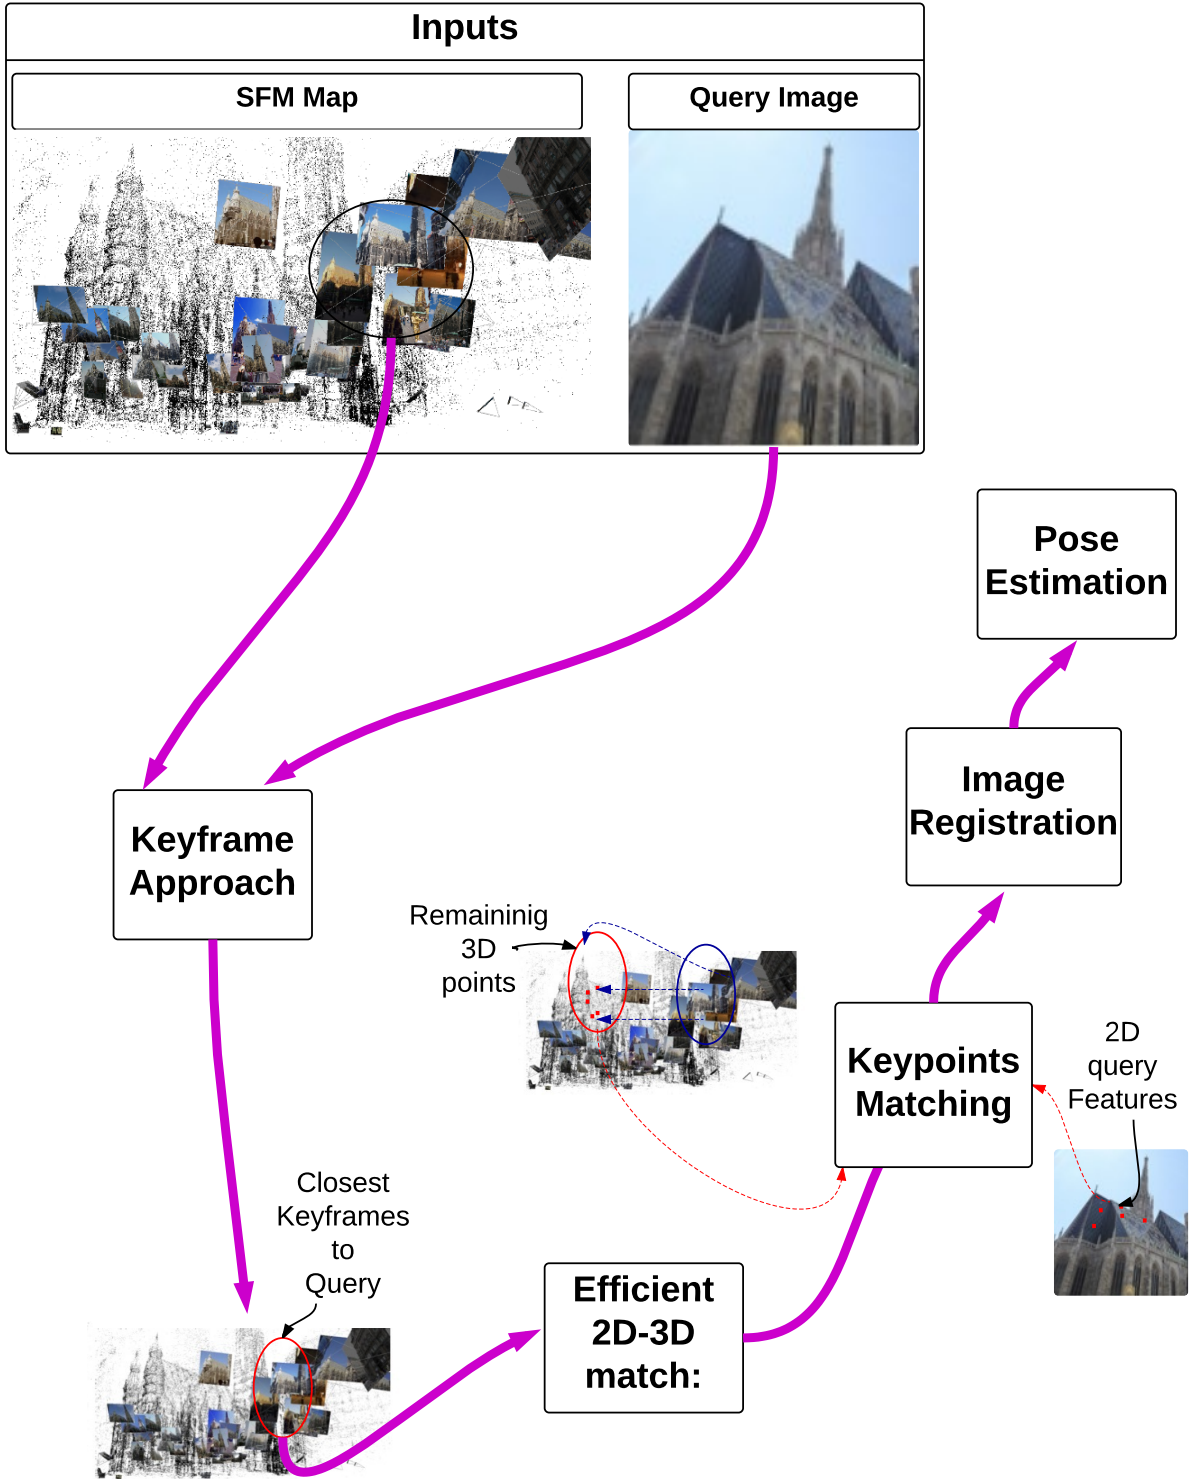 Inputs
SFM Map
Query Image
Pose
Estimation
Image
Registration
Keyframe
Approach
Remaininig
3D
points
Keypoints
Matching
2D
query
Features
Closest
Keyframes
to
Query
Efficient
2D-3D
match: